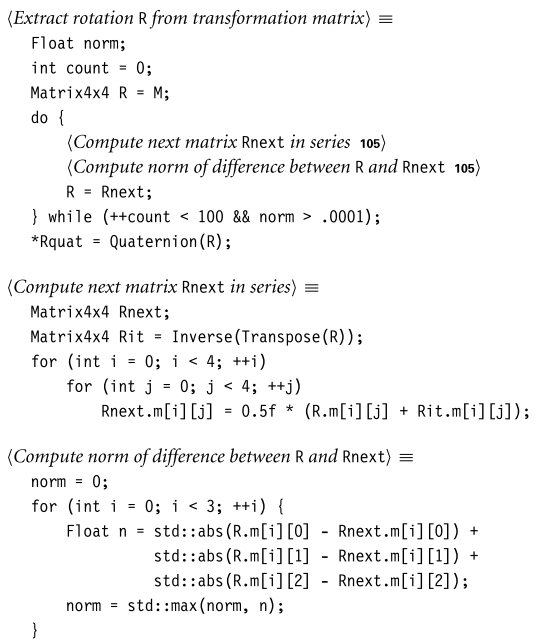 ⟨Extract rotation R from transformation matrix⟩ ≡
    Float norm;
    int count = 0;
    Matrix4x4 R = M;
    do {
        ⟨Compute next matrix Rnext in series 105⟩
        ⟨Compute norm of difference between R and Rnext 105⟩
        R = Rnext;
    } while (++count < 100 && norm > .0001);
    *Rquat = Quaternion(R);
⟨Compute next matrix Rnext in series⟩ ≡
    Matrix4x4 Rnext;
    Matrix4x4 Rit = Inverse(Transpose(R));
    for (int i = 0; i < 4; ++i)
        for (int j = 0; j < 4; ++j)
            Rnext.m[i][j] = 0.5f * (R.m[i][j] + Rit.m[i][j]);
⟨Compute norm of difference between R and Rnext⟩ ≡
    norm = 0;
    for (int i = 0; i < 3; ++i) {
        Float n = std::abs(R.m[i][0] - Rnext.m[i][0]) +
                  std::abs(R.m[i][1] - Rnext.m[i][1]) +
                  std::abs(R.m[i][2] - Rnext.m[i][2]);
        norm = std::max(norm, n);
    }